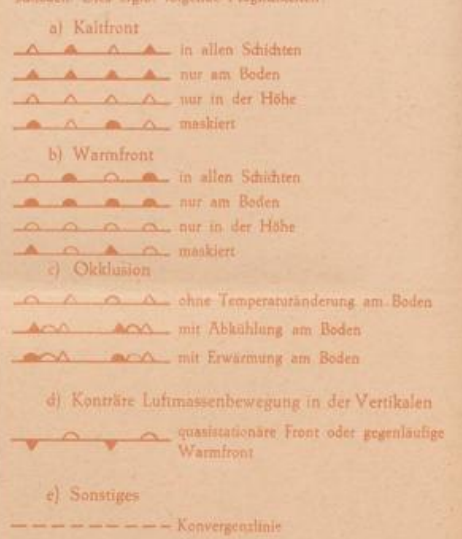 a) Kaltfront
in allen Schichten
nur am Boden
nur in der Höhe
maskiert
b) Warmfront
in allen Schichten
nur am Boden
nur in der Höhe
maskiert
c) Okklusion
ohne Temperaturänderung am Boden
mit Abkühlung am Boden
mit Erwärmung am Boden
d) Konträre Luftmassenbewegung in der Vertikalen
quasistationäre Front oder gegenläufige
Warmfront
e) Sonstiges
Konvergenzlinie